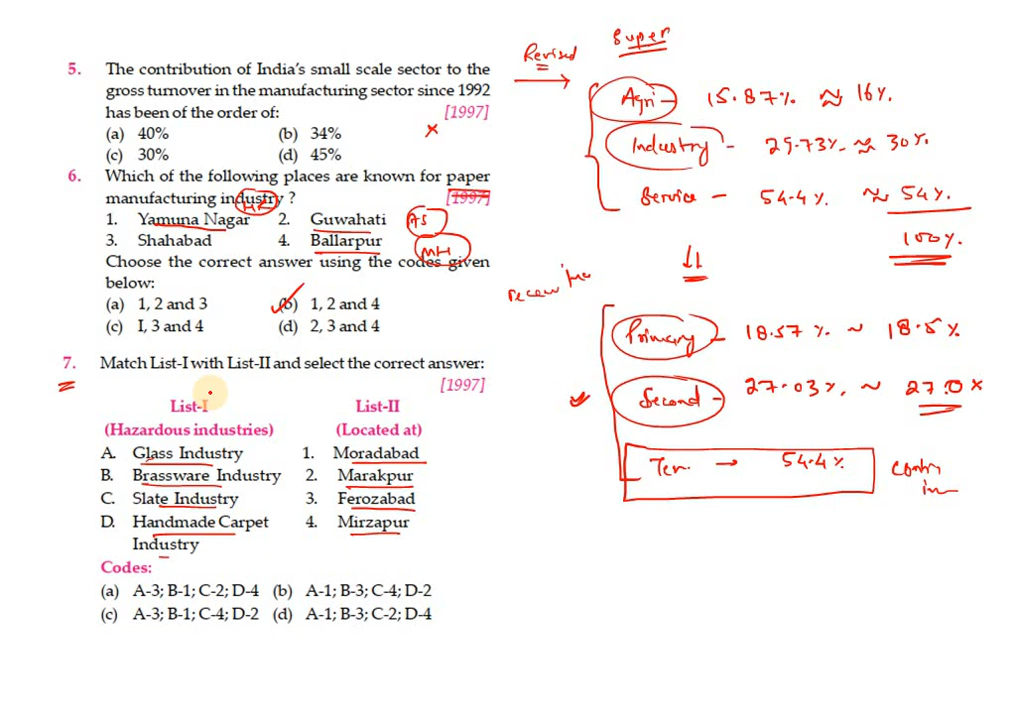 5. The contribution of India's small scale sector to the
gross turnover in the manufacturing sector since 1992
has been of the order of: [1997]
(a) 40% (b) 34%
(c) 30% (d) 45%
6. Which of the following places are known for paper
manufacturing industry ? [1997]
1. Yamuna Nagar 2. Guwahati
3. Shahabad 4. Ballarpur
Choose the correct answer using the codes given
below:
(a) 1, 2 and 3 (b) 1, 2 and 4
(c) I, 3 and 4 (d) 2, 3 and 4
7. Match List-I with List-II and select the correct answer:
[1997]
List-I List-II
(Hazardous industries) (Located at)
A. Glass Industry 1. Moradabad
B. Brassware Industry 2. Marakpur
C. Slate Industry 3. Ferozabad
D. Handmade Carpet 4. Mirzapur
Industry
Codes:
(a) A-3; B-1; C-2; D-4 (b) A-1; B-3; C-4; D-2
(c) A-3; B-1; C-4; D-2 (d) A-1; B-3; C-2; D-4
HR
AS
MH
Super
Revised
Agri - 15.87% ≈ 16%.
Industry - 29.73% ≈ 30%.
Service - 54.4% ≈ 54%.
100%.
Primary - 18.57% ~ 18.5%
Second - 27.03%. ~ 27.0%
Ter. → 54.4%